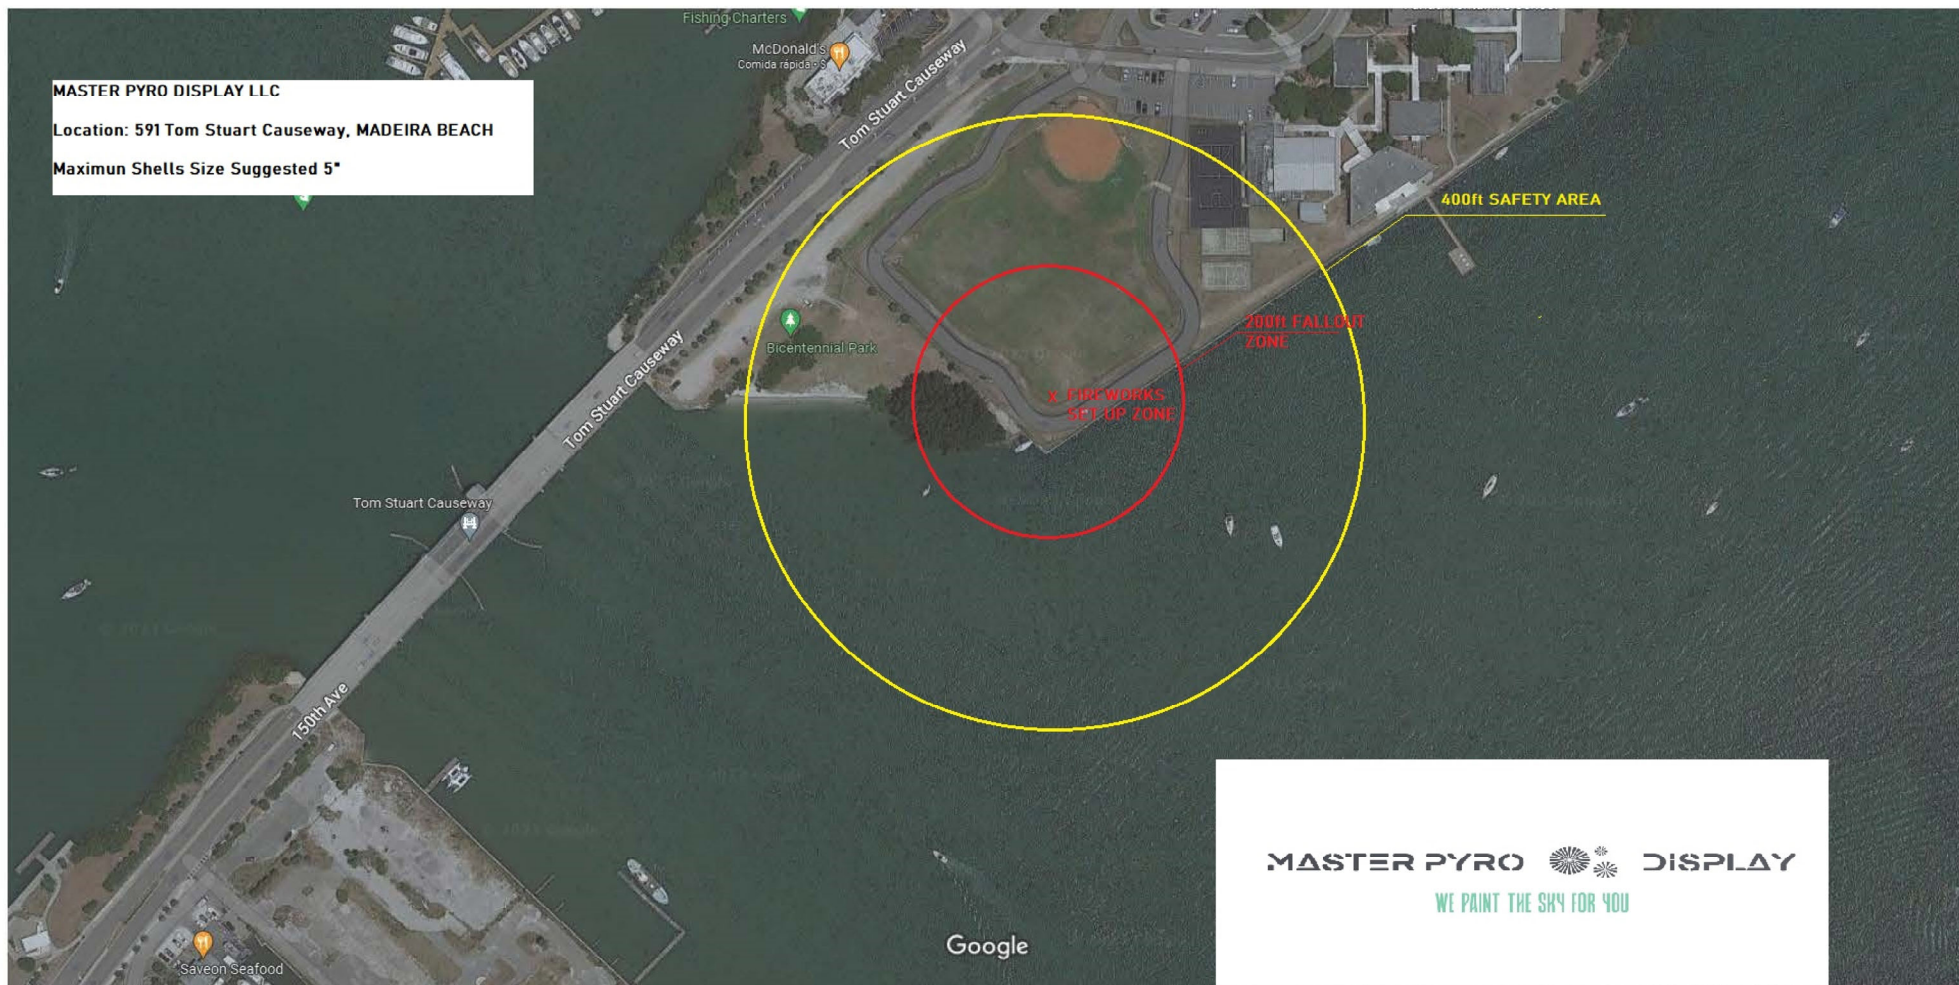 Fishing Charters
McDonald's
Comida rápida • $
Tom Stuart Causeway
MASTER PYRO DISPLAY LLC
Location: 591 Tom Stuart Causeway, MADEIRA BEACH
Maximun Shells Size Suggested 5"
400ft SAFETY AREA
200ft FALLOUT
ZONE
Bicentennial Park
x FIREWORKS
SET UP ZONE
Tom Stuart Causeway
Tom Stuart Causeway
150th Ave
Saveon Seafood
Google
MASTER PYRO DISPLAY
WE PAINT THE SKY FOR YOU